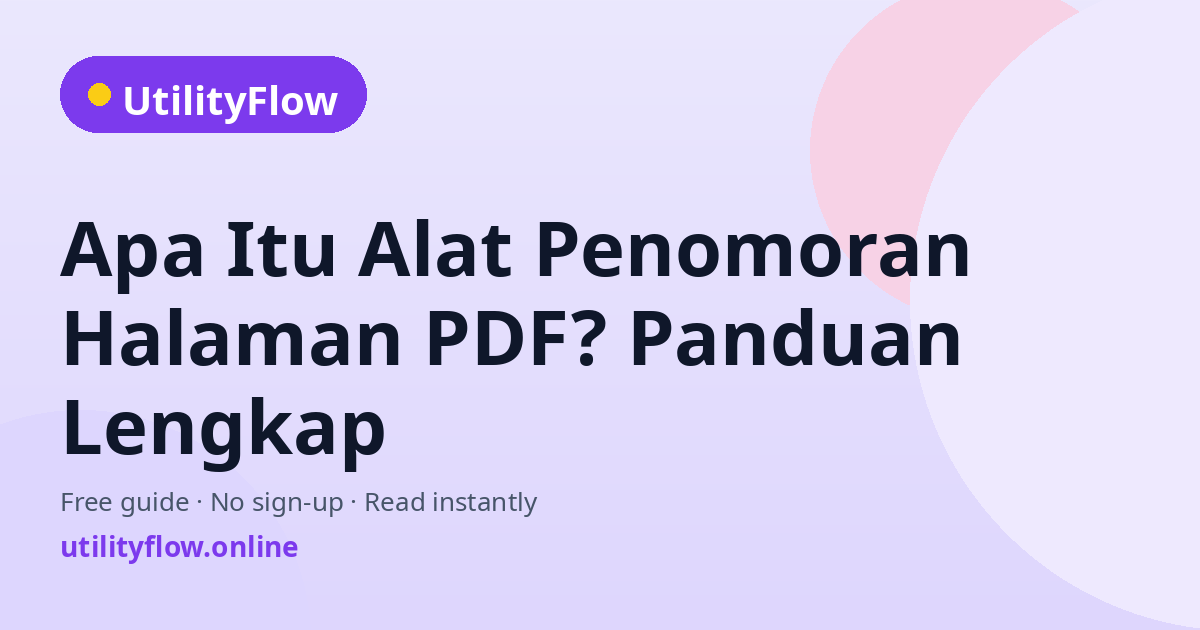 UtilityFlow
Apa Itu Alat Penomoran
Halaman PDF? Panduan
Lengkap
Free guide · No sign-up · Read instantly
utilityflow.online